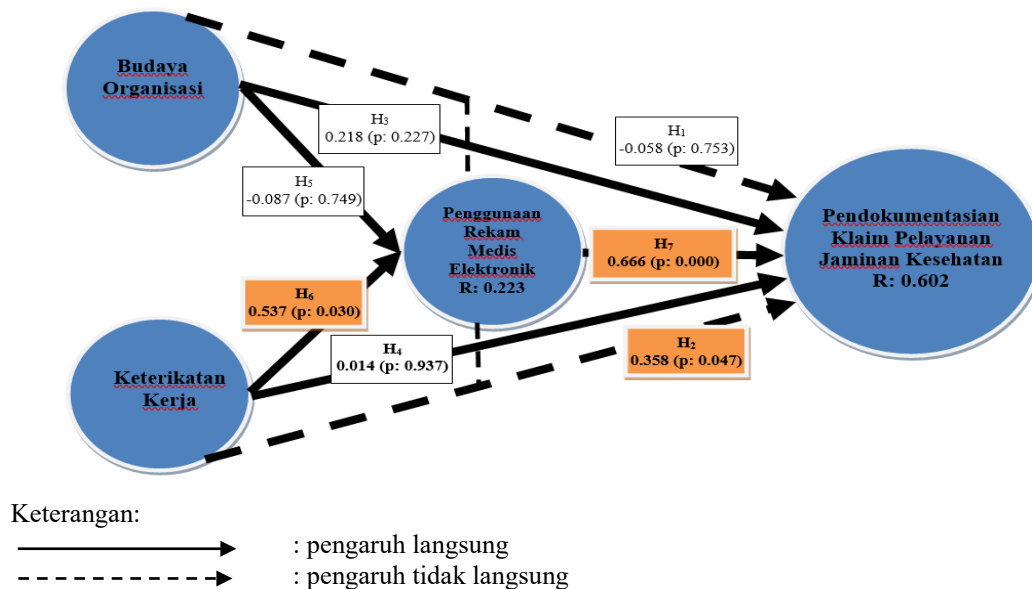 Budaya
Organisasi
H₃
0.218 (p: 0.227)
H₁
-0.058 (p: 0.753)
H₅
-0.087 (p: 0.749)
Penggunaan
Rekam
Medis
Elektronik
R: 0.223
H₇
0.666 (p: 0.000)
Pendokumentasian
Klaim Pelayanan
Jaminan Kesehatan
R: 0.602
H₆
0.537 (p: 0.030)
H₄
0.014 (p: 0.937)
H₂
0.358 (p: 0.047)
Keterikatan
Kerja
Keterangan:
: pengaruh langsung
: pengaruh tidak langsung